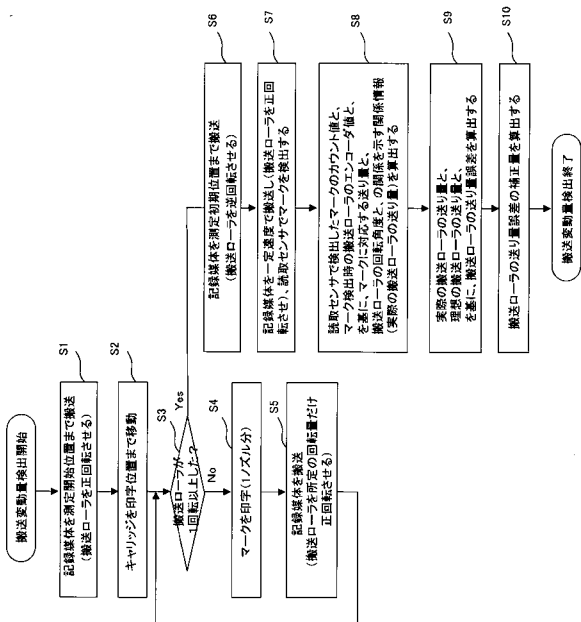 搬送変動量検出開始
S1
記録媒体を測定開始位置まで搬送
(搬送ローラを正回転させる)
S2
キャリッジを印字位置まで移動
S3
搬送ローラが
1回転以上した?
Yes
No
S4
マークを印字(1ノズル分)
S5
記録媒体を搬送
(搬送ローラを所定の回転量だけ
正回転させる)
S6
記録媒体を測定初期位置まで搬送
(搬送ローラを逆回転させる)
S7
記録媒体を一定速度で搬送し(搬送ローラを正回
転させ)、読取センサでマークを検出する
S8
読取センサで検出したマークのカウント値と、
マーク検出時の搬送ローラのエンコーダ値と、
を基に、マークに対応する送り量と、
搬送ローラの回転角度と、の関係を示す関係情報
(実際の搬送ローラの送り量)を算出する
S9
実際の搬送ローラの送り量と、
理想の搬送ローラの送り量と、
を基に、搬送ローラの送り量誤差を算出する
S10
搬送ローラの送り量誤差の補正量を算出する
搬送変動量検出終了